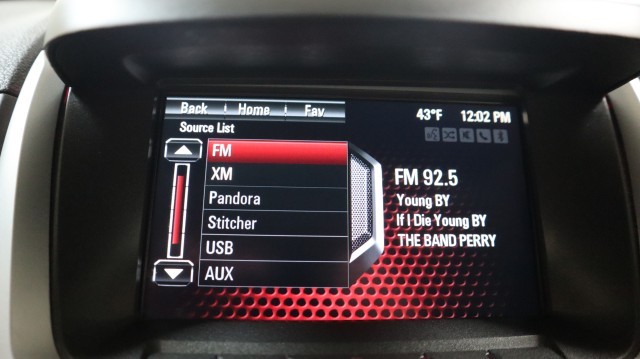 Back Home Fav
43°F 12:02 PM
Source List
FM
XM
Pandora
Stitcher
USB
AUX
FM 92.5
Young BY
If I Die Young BY
THE BAND PERRY